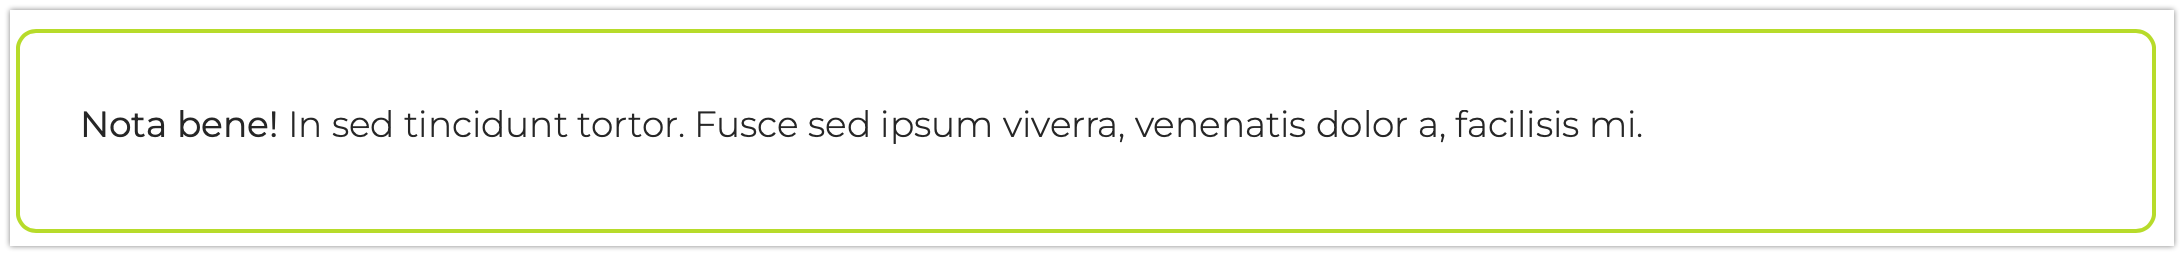 Nota bene! In sed tincidunt tortor. Fusce sed ipsum viverra, venenatis dolor a, facilisis mi.